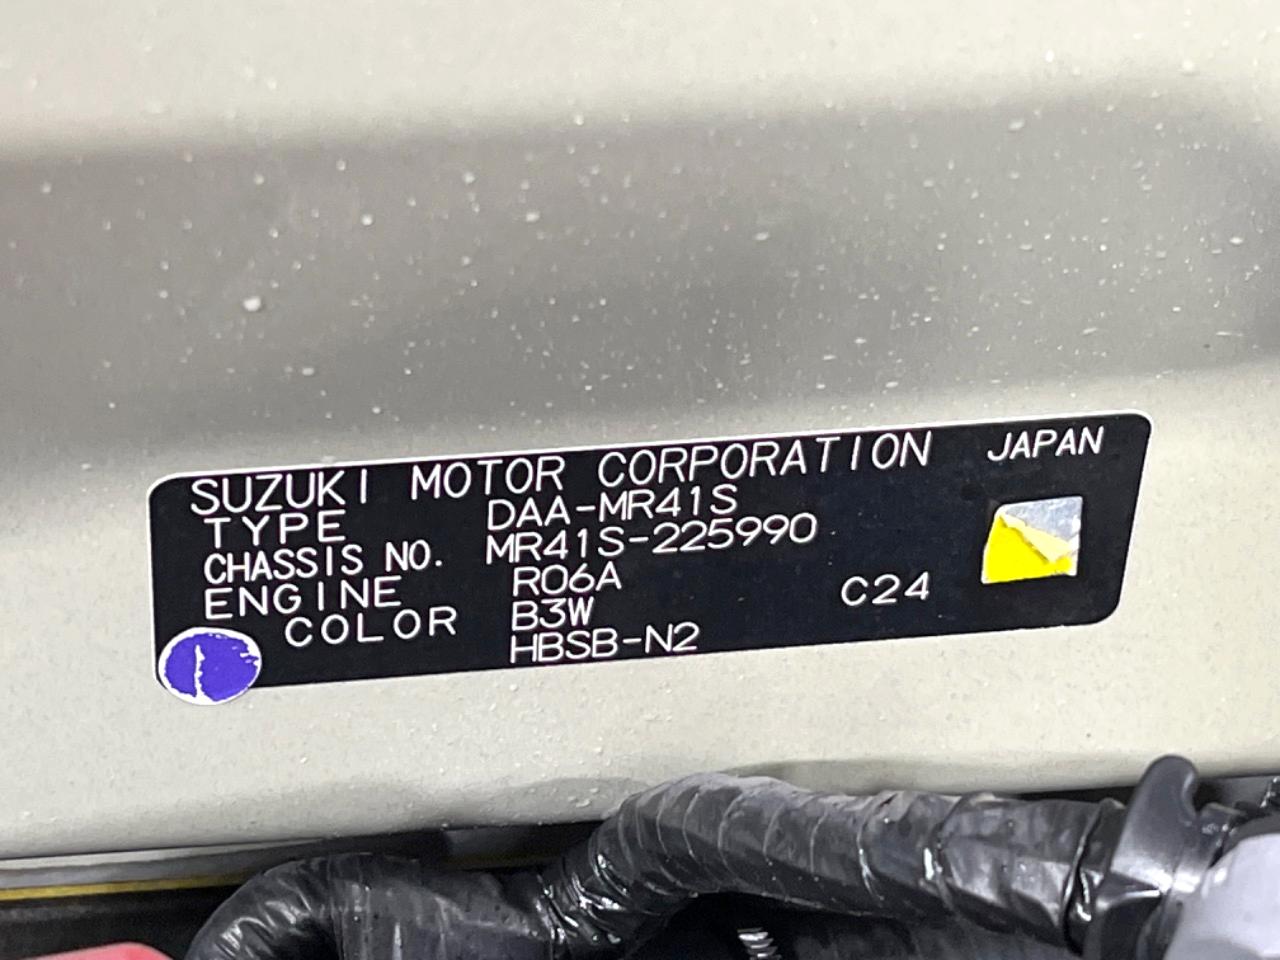 SUZUKI MOTOR CORPORATION JAPAN
TYPE DAA-MR41S
CHASSIS NO. MR41S-225990
ENGINE R06A
COLOR B3W C24
HBSB-N2